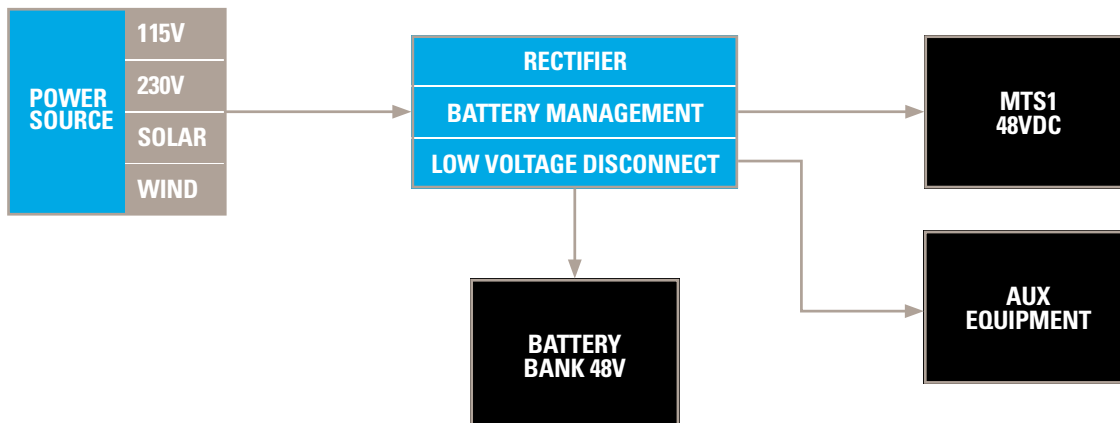 POWER
SOURCE
115V
230V
SOLAR
WIND
RECTIFIER
BATTERY MANAGEMENT
LOW VOLTAGE DISCONNECT
MTS1
48VDC
AUX
EQUIPMENT
BATTERY
BANK 48V